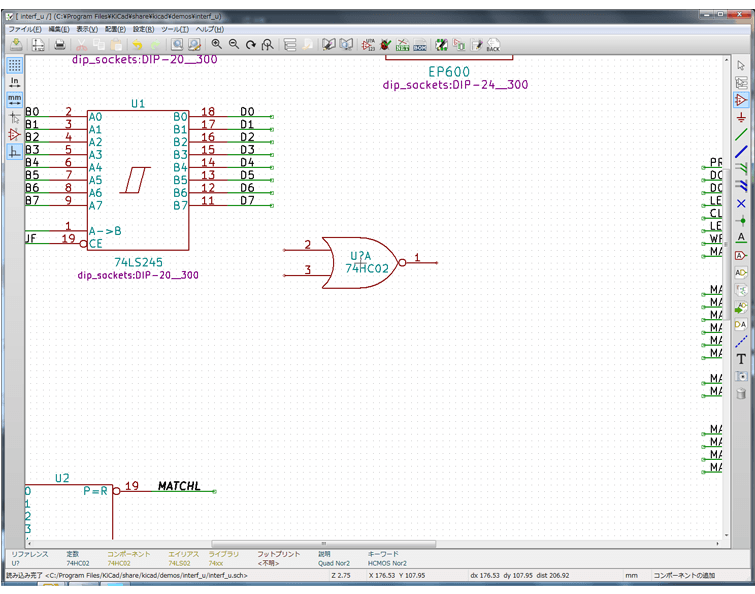 [ interf_u /] (C:¥Program Files¥KiCad¥share¥kicad¥demos¥interf_u)
ファイル(F) 編集(E) 表示(V) 配置(P) 設定(R) ツール(T) ヘルプ(H)
dip_sockets:DIP-20__300
EP600
dip_sockets:DIP-24__300
In
mm
U1
B0 2 A0 B0 18 D0
B1 3 A1 B1 17 D1
B2 4 A2 B2 16 D2
B3 5 A3 B3 15 D3
B4 6 A4 B4 14 D4
B5 7 A5 B5 13 D5
B6 8 A6 B6 12 D6
B7 9 A7 B7 11 D7
1 A->B
UF 19 CE
74LS245
dip_sockets:DIP-20__300
2 U?A 1
3 74HC02
PR
DO
DO
LE
CL
LE
WR
MA
MA
MA
MA
MA
MA
MA
MA
MA
MA
MA
MA
MA
A
T
U2
0 P=R 19 MATCHL
1
2
3
リファレンス 定数 コンポーネント エイリアス ライブラリ フットプリント 説明 キーワード
U? 74HC02 74HC02 74LS02 74xx <不明> Quad Nor2 HCMOS Nor2
読み込み完了 <C:/Program Files/KiCad/share/kicad/demos/interf_u/interf_u.sch> Z 2.75 X 176.53 Y 107.95 dx 176.53 dy 107.95 dist 206.92 mm コンポーネントの追加